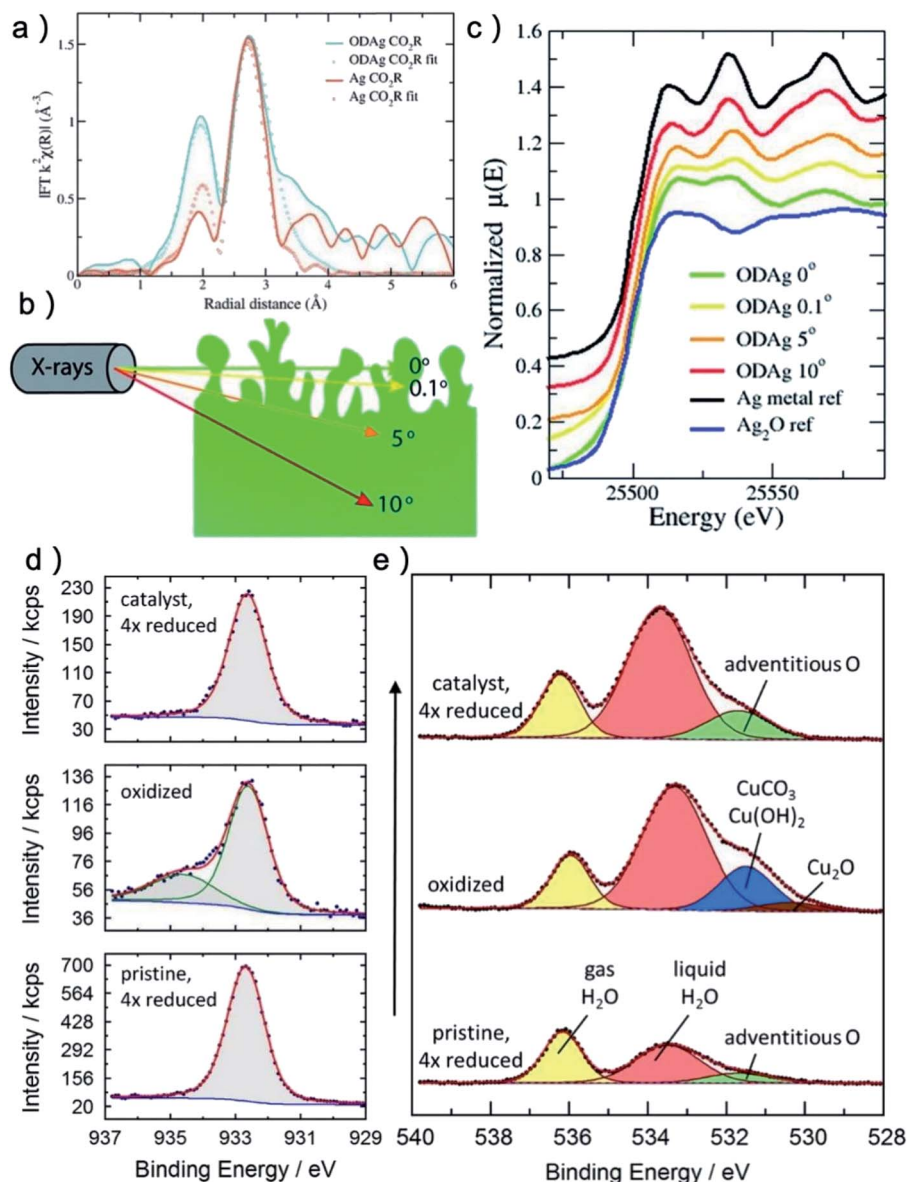 a )
ODAg CO₂R
ODAg CO₂R fit
Ag CO₂R
Ag CO₂R fit
|FT k²χ(R)| (Å⁻³)
1.5
1
0.5
0
0 1 2 3 4 5 6
Radial distance (Å)
b )
X-rays
0°
0.1°
5°
10°
c )
Normalized μ(E)
1.6
1.4
1.2
1
0.8
0.6
0.4
0.2
0
ODAg 0°
ODAg 0.1°
ODAg 5°
ODAg 10°
Ag metal ref
Ag₂O ref
25500 25550
Energy (eV)
d )
Intensity / kcps
230
190
150
110
70
30
catalyst,
4x reduced
Intensity / kcps
136
116
96
76
56
36
oxidized
Intensity / kcps
700
564
428
292
156
20
pristine,
4x reduced
937 935 933 931 929
Binding Energy / eV
e )
catalyst,
4x reduced
adventitious O
oxidized
CuCO₃
Cu(OH)₂
Cu₂O
pristine,
4x reduced
gas
H₂O
liquid
H₂O
adventitious O
540 538 536 534 532 530 528
Binding Energy / eV